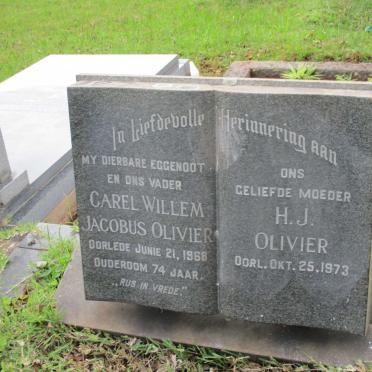 In Liefdevolle Herinnering aan
MY DIERBARE EGGENOOT
EN ONS VADER
CAREL WILLEM
JACOBUS OLIVIER
OORLEDE JUNIE 21, 1968
OUDERDOM 74 JAAR.
„RUS IN VREDE."
ONS
GELIEFDE MOEDER
H. J.
OLIVIER
OORL. OKT. 25, 1973